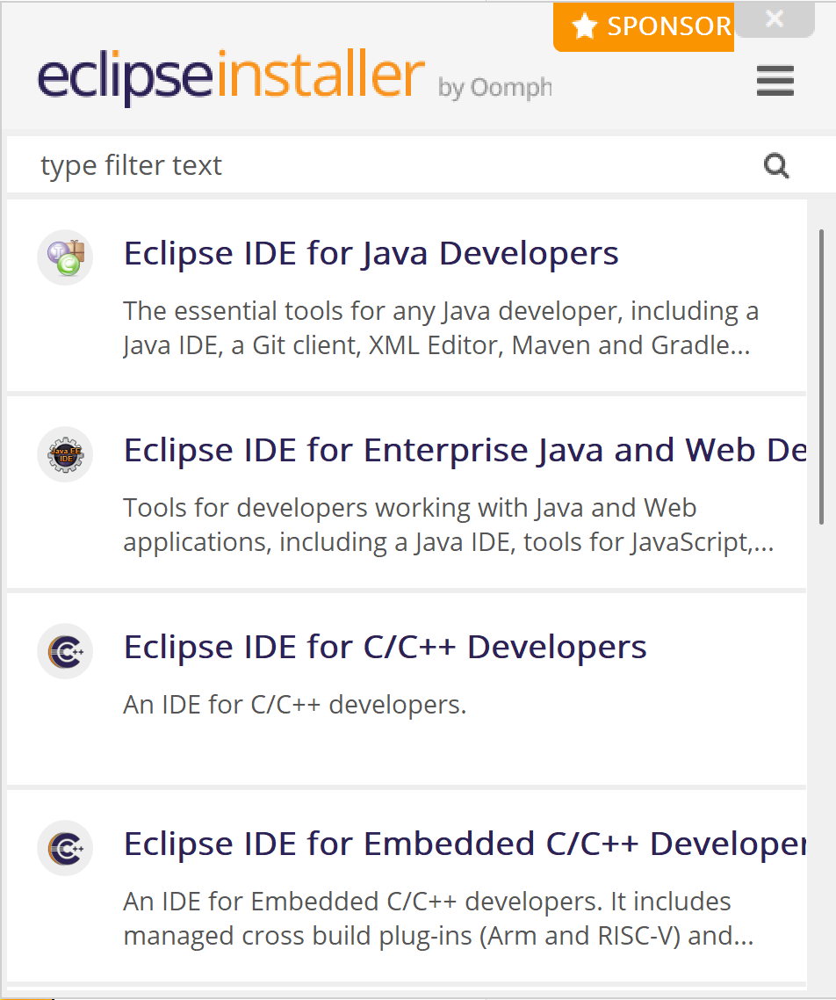 SPONSOR
eclipseinstaller by Oomph
type filter text
Eclipse IDE for Java Developers
The essential tools for any Java developer, including a
Java IDE, a Git client, XML Editor, Maven and Gradle...
Java EE
IDE
Eclipse IDE for Enterprise Java and Web De
Tools for developers working with Java and Web
applications, including a Java IDE, tools for JavaScript,...
C++
Eclipse IDE for C/C++ Developers
An IDE for C/C++ developers.
C++
Eclipse IDE for Embedded C/C++ Developer
An IDE for Embedded C/C++ developers. It includes
managed cross build plug-ins (Arm and RISC-V) and...